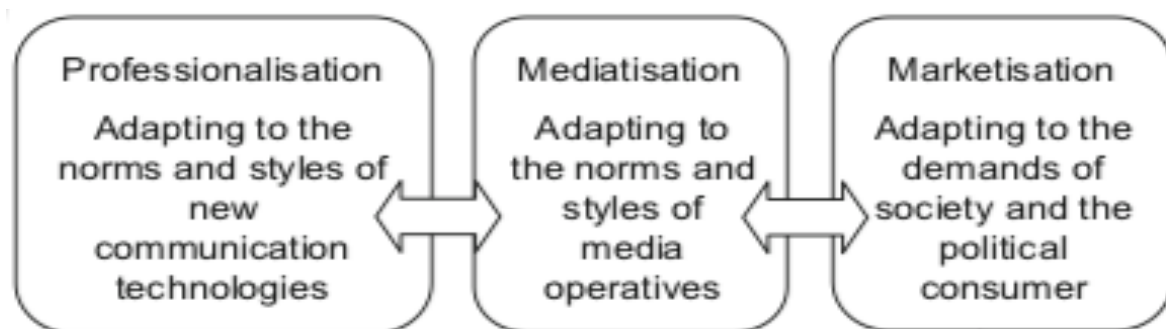 Professionalisation
Adapting to the
norms and styles of
new
communication
technologies
Mediatisation
Adapting to
the norms and
styles of
media
operatives
Marketisation
Adapting to the
demands of
society and the
political
consumer